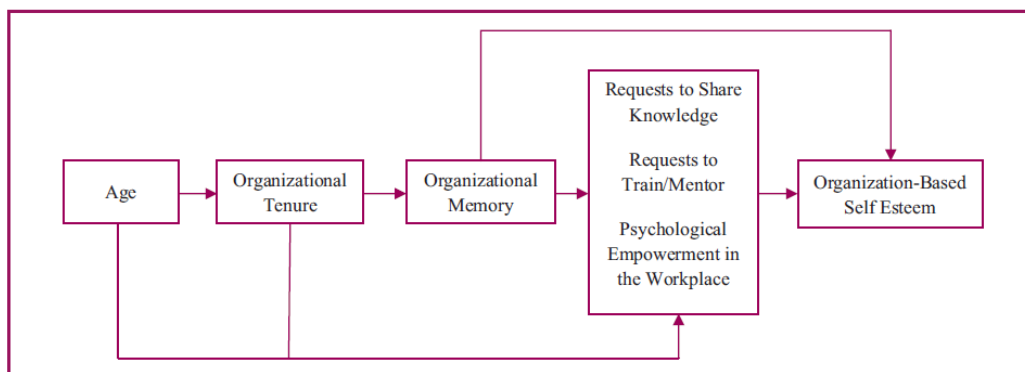 Age
Organizational
Tenure
Organizational
Memory
Requests to Share
Knowledge
Requests to
Train/Mentor
Psychological
Empowerment in
the Workplace
Organization-Based
Self Esteem